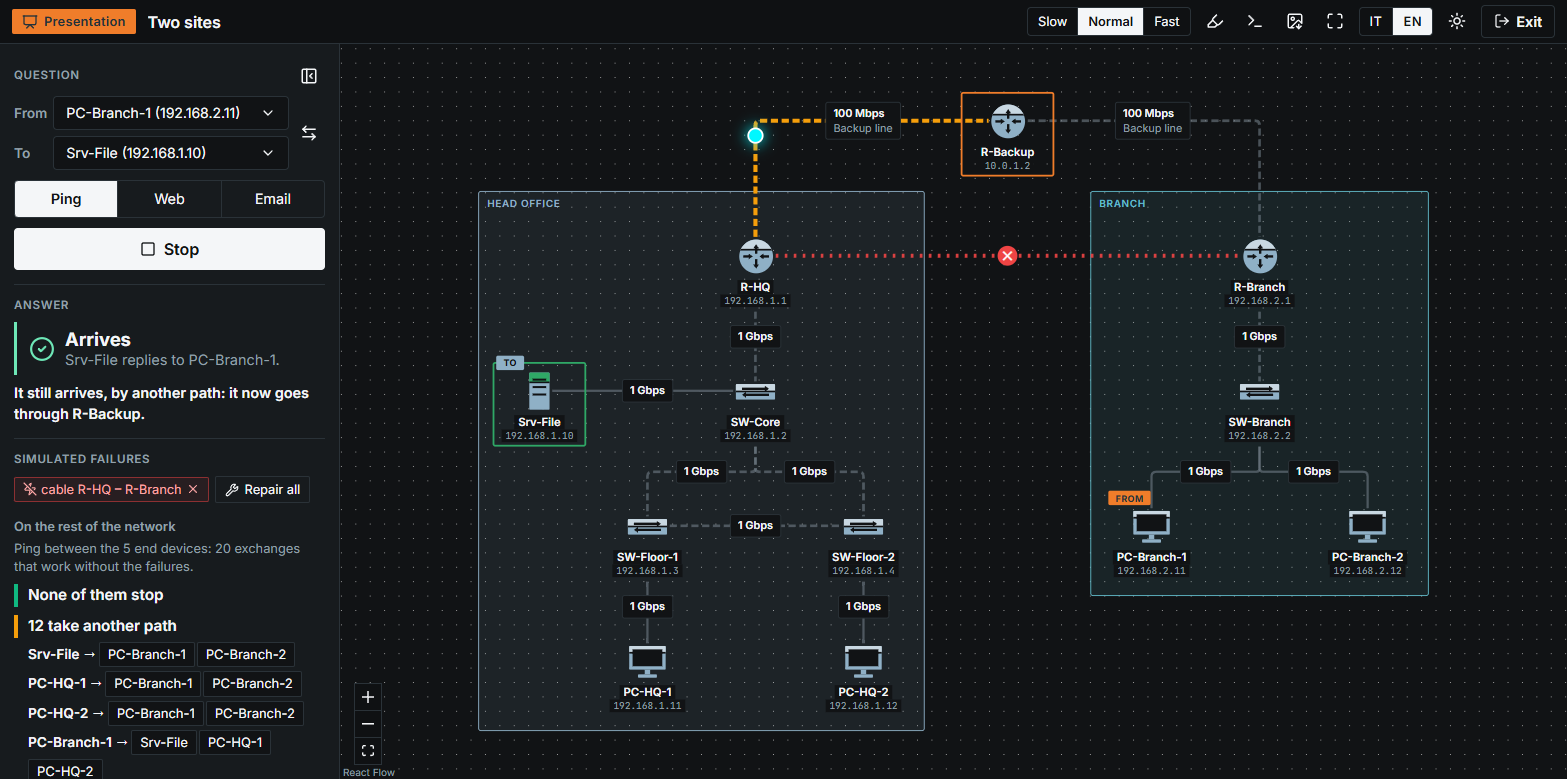 Presentation
Two sites
Slow Normal Fast
IT EN
Exit
QUESTION
From PC-Branch-1 (192.168.2.11)
To Srv-File (192.168.1.10)
Ping Web Email
Stop
ANSWER
Arrives
Srv-File replies to PC-Branch-1.
It still arrives, by another path: it now goes
through R-Backup.
SIMULATED FAILURES
cable R-HQ – R-Branch
Repair all
On the rest of the network
Ping between the 5 end devices: 20 exchanges
that work without the failures.
None of them stop
12 take another path
Srv-File → PC-Branch-1 PC-Branch-2
PC-HQ-1 → PC-Branch-1 PC-Branch-2
PC-HQ-2 → PC-Branch-1 PC-Branch-2
PC-Branch-1 → Srv-File PC-HQ-1
PC-HQ-2
100 Mbps
Backup line
R-Backup
10.0.1.2
100 Mbps
Backup line
HEAD OFFICE
R-HQ
192.168.1.1
1 Gbps
TO
Srv-File
192.168.1.10
1 Gbps
SW-Core
192.168.1.2
1 Gbps
1 Gbps
1 Gbps
SW-Floor-1
192.168.1.3
SW-Floor-2
192.168.1.4
1 Gbps
1 Gbps
PC-HQ-1
192.168.1.11
PC-HQ-2
192.168.1.12
BRANCH
R-Branch
192.168.2.1
1 Gbps
SW-Branch
192.168.2.2
1 Gbps
1 Gbps
FROM
PC-Branch-1
192.168.2.11
PC-Branch-2
192.168.2.12
React Flow